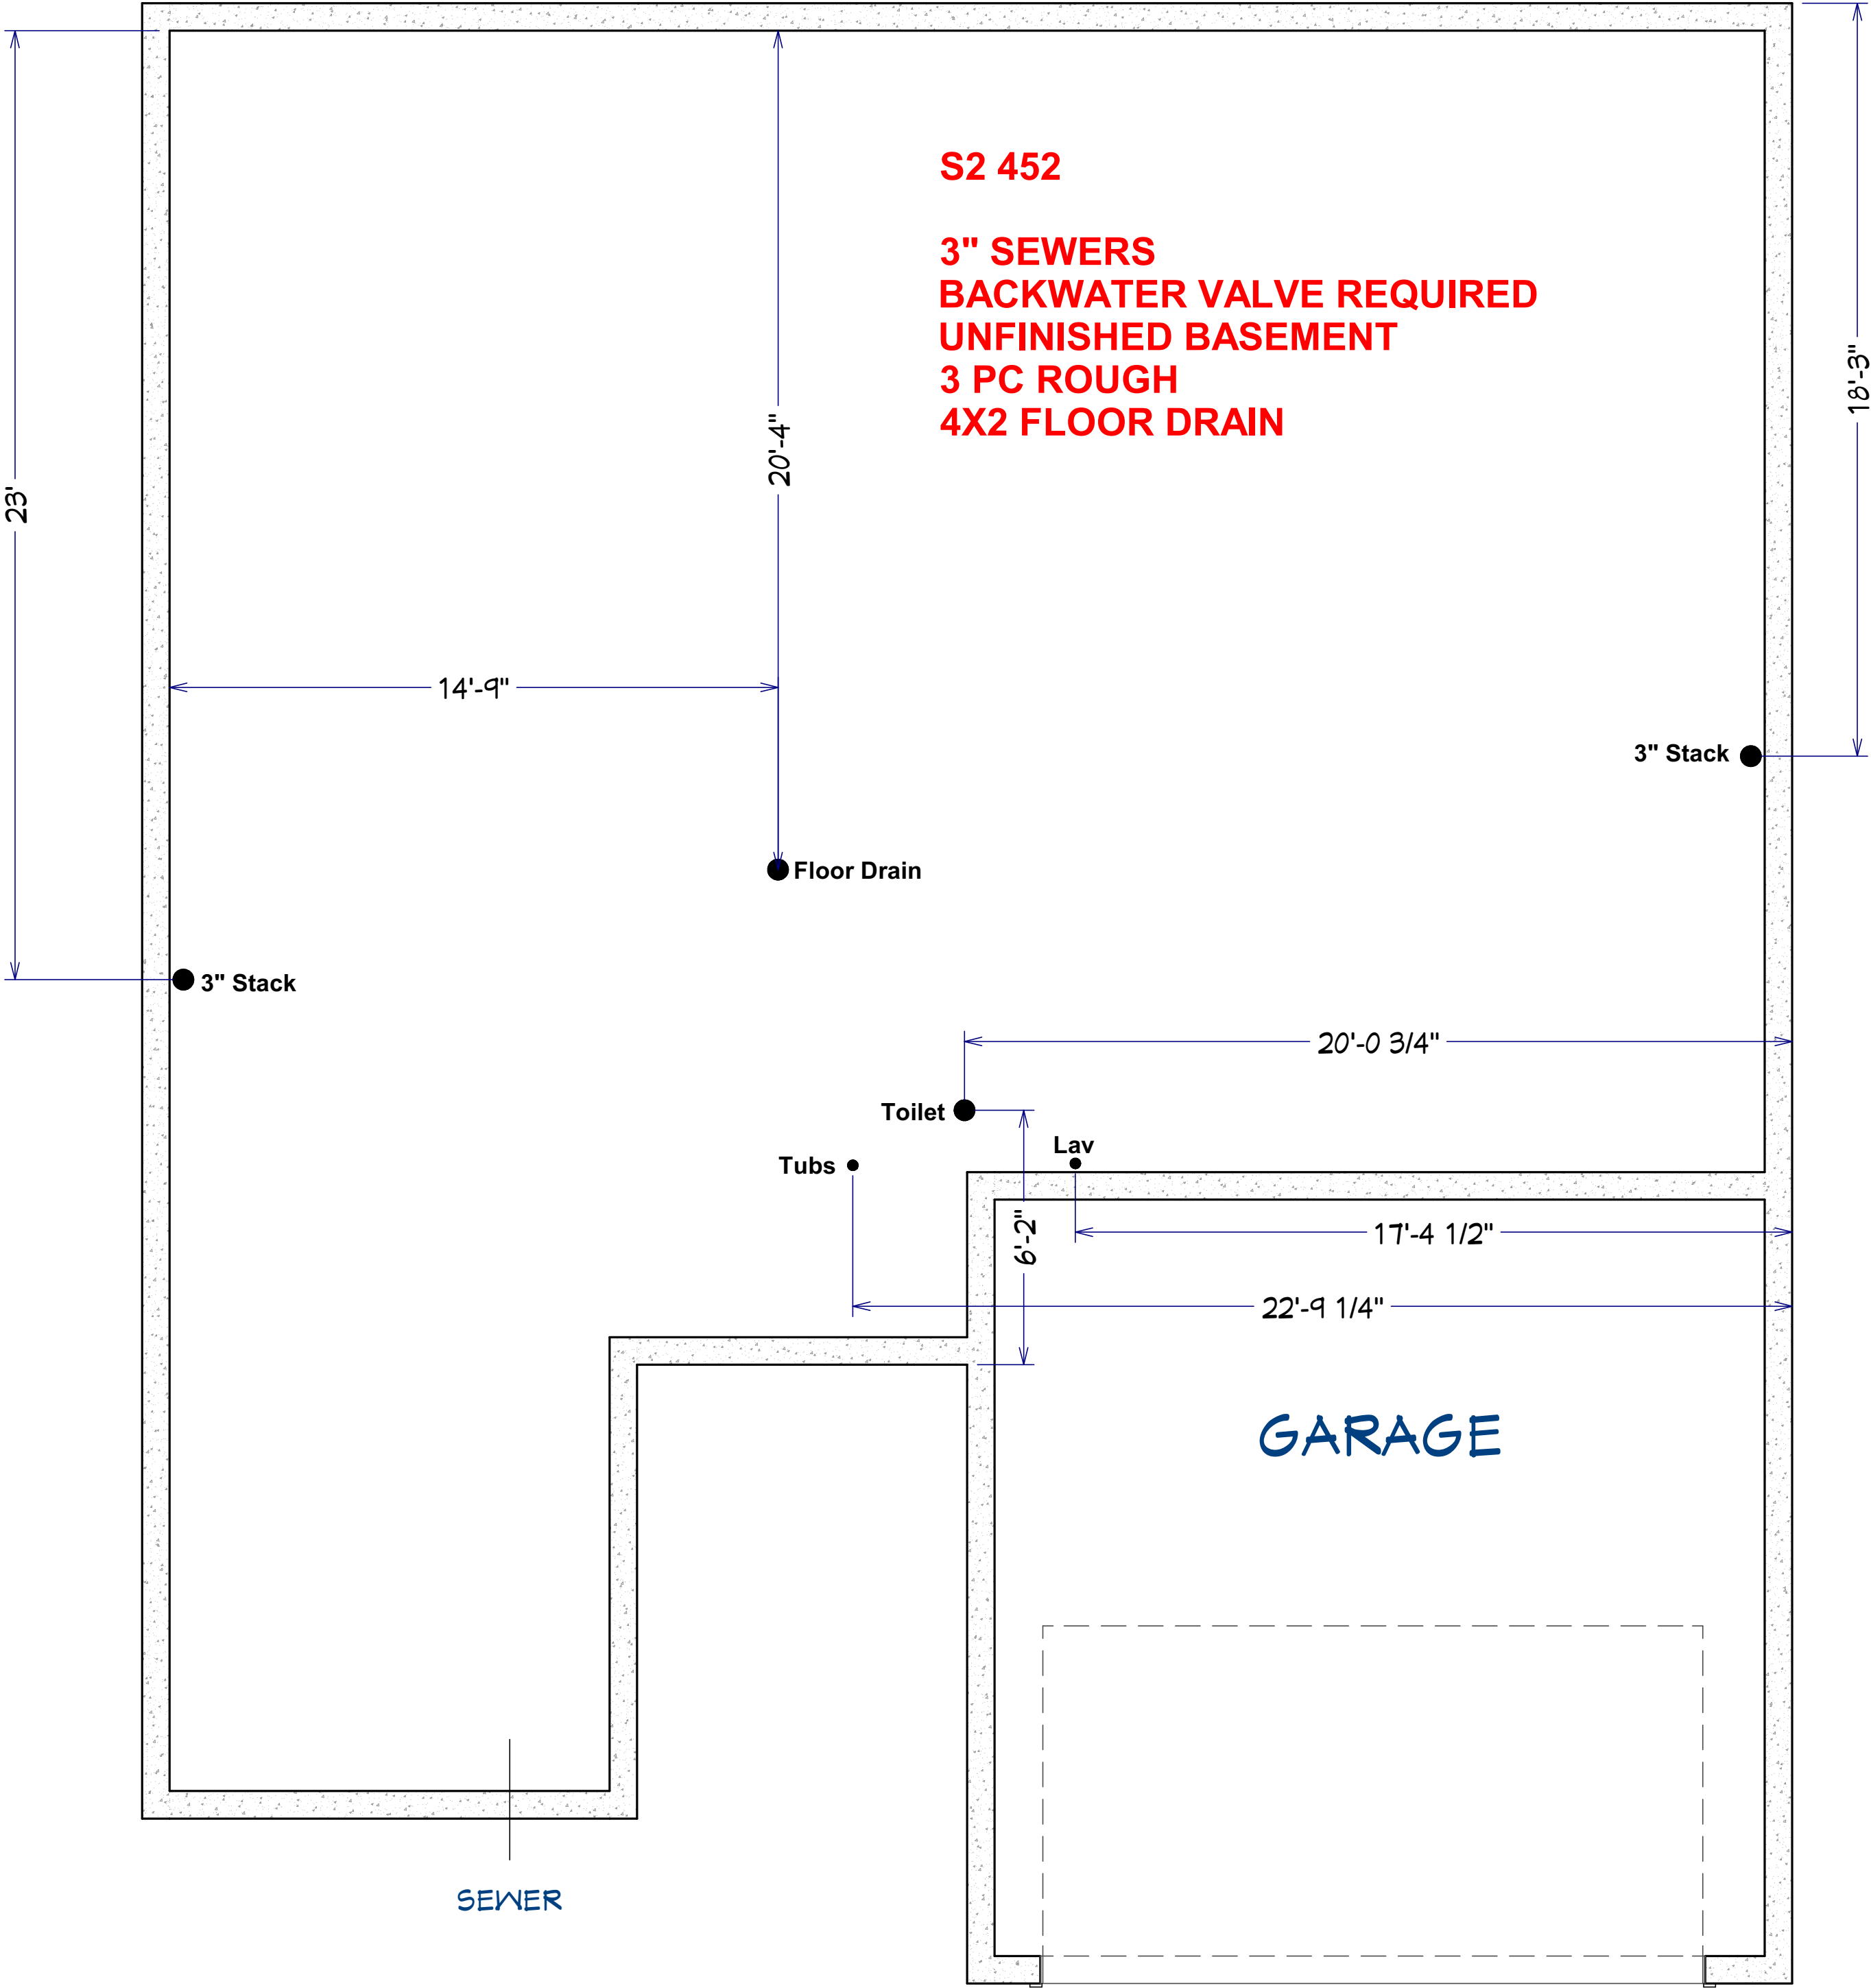 S2 452
3" SEWERS
BACKWATER VALVE REQUIRED
UNFINISHED BASEMENT
3 PC ROUGH
4X2 FLOOR DRAIN
18'-3"
20'-4"
23'
14'-9"
3" Stack
Floor Drain
3" Stack
20'-0 3/4"
Toilet
Lav
Tubs
6'-2"
17'-4 1/2"
22'-9 1/4"
GARAGE
SEWER